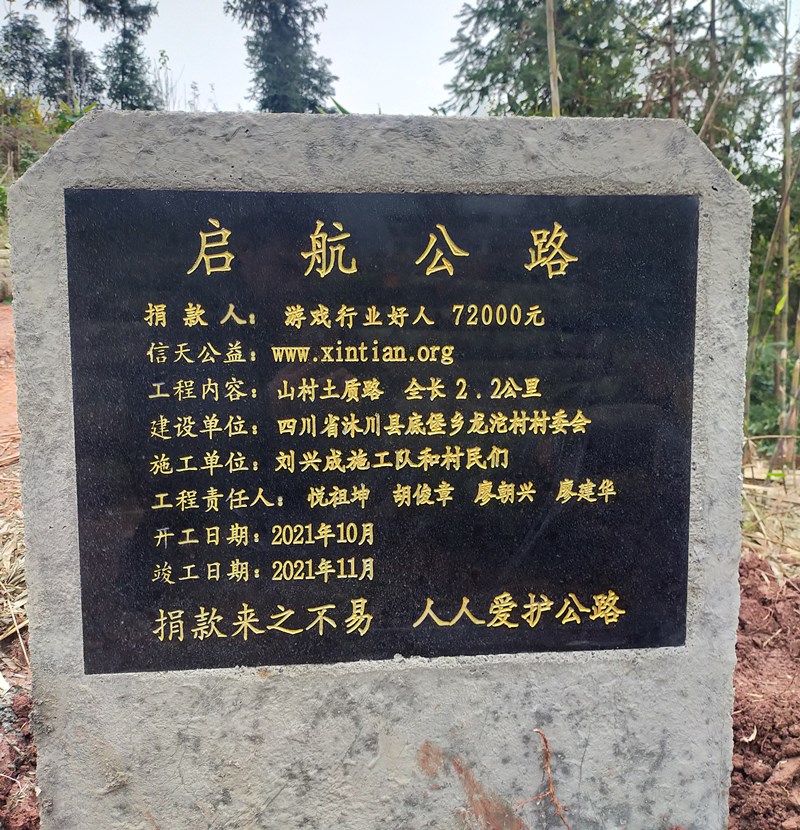 启航公路
捐款人：游戏行业好人 72000元
信天公益：www.xintian.org
工程内容：山村土质路 全长 2.2公里
建设单位：四川省沐川县底堡乡龙沱村村委会
施工单位：刘兴成施工队和村民们
工程责任人：悦祖坤 胡俊章 廖朝兴 廖建华
开工日期：2021年10月
竣工日期：2021年11月
捐款来之不易 人人爱护公路